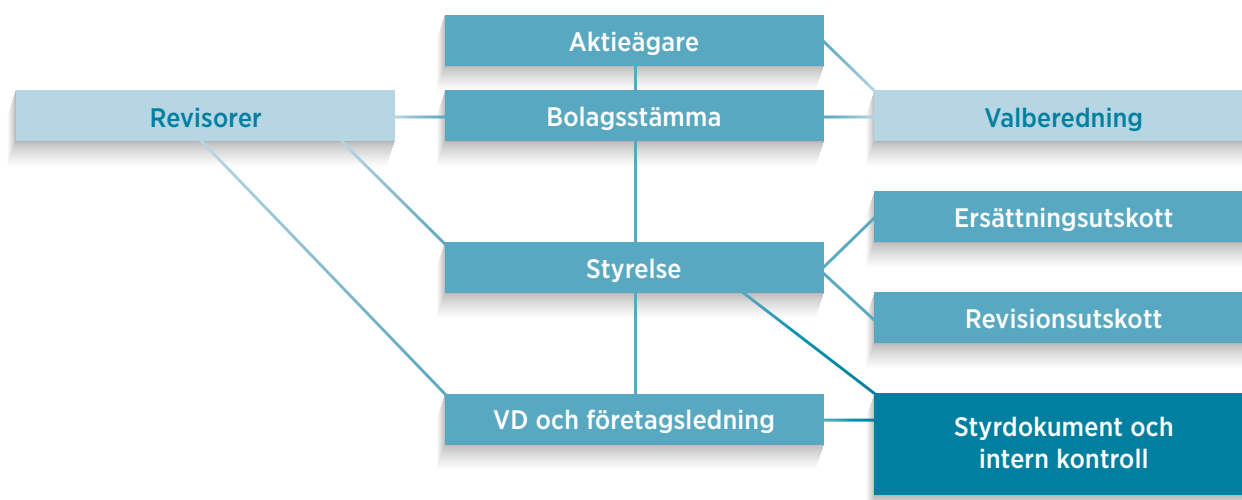 Aktieägare
Revisorer
Bolagsstämma
Valberedning
Ersättningsutskott
Styrelse
Revisionsutskott
VD och företagsledning
Styrdokument och
intern kontroll